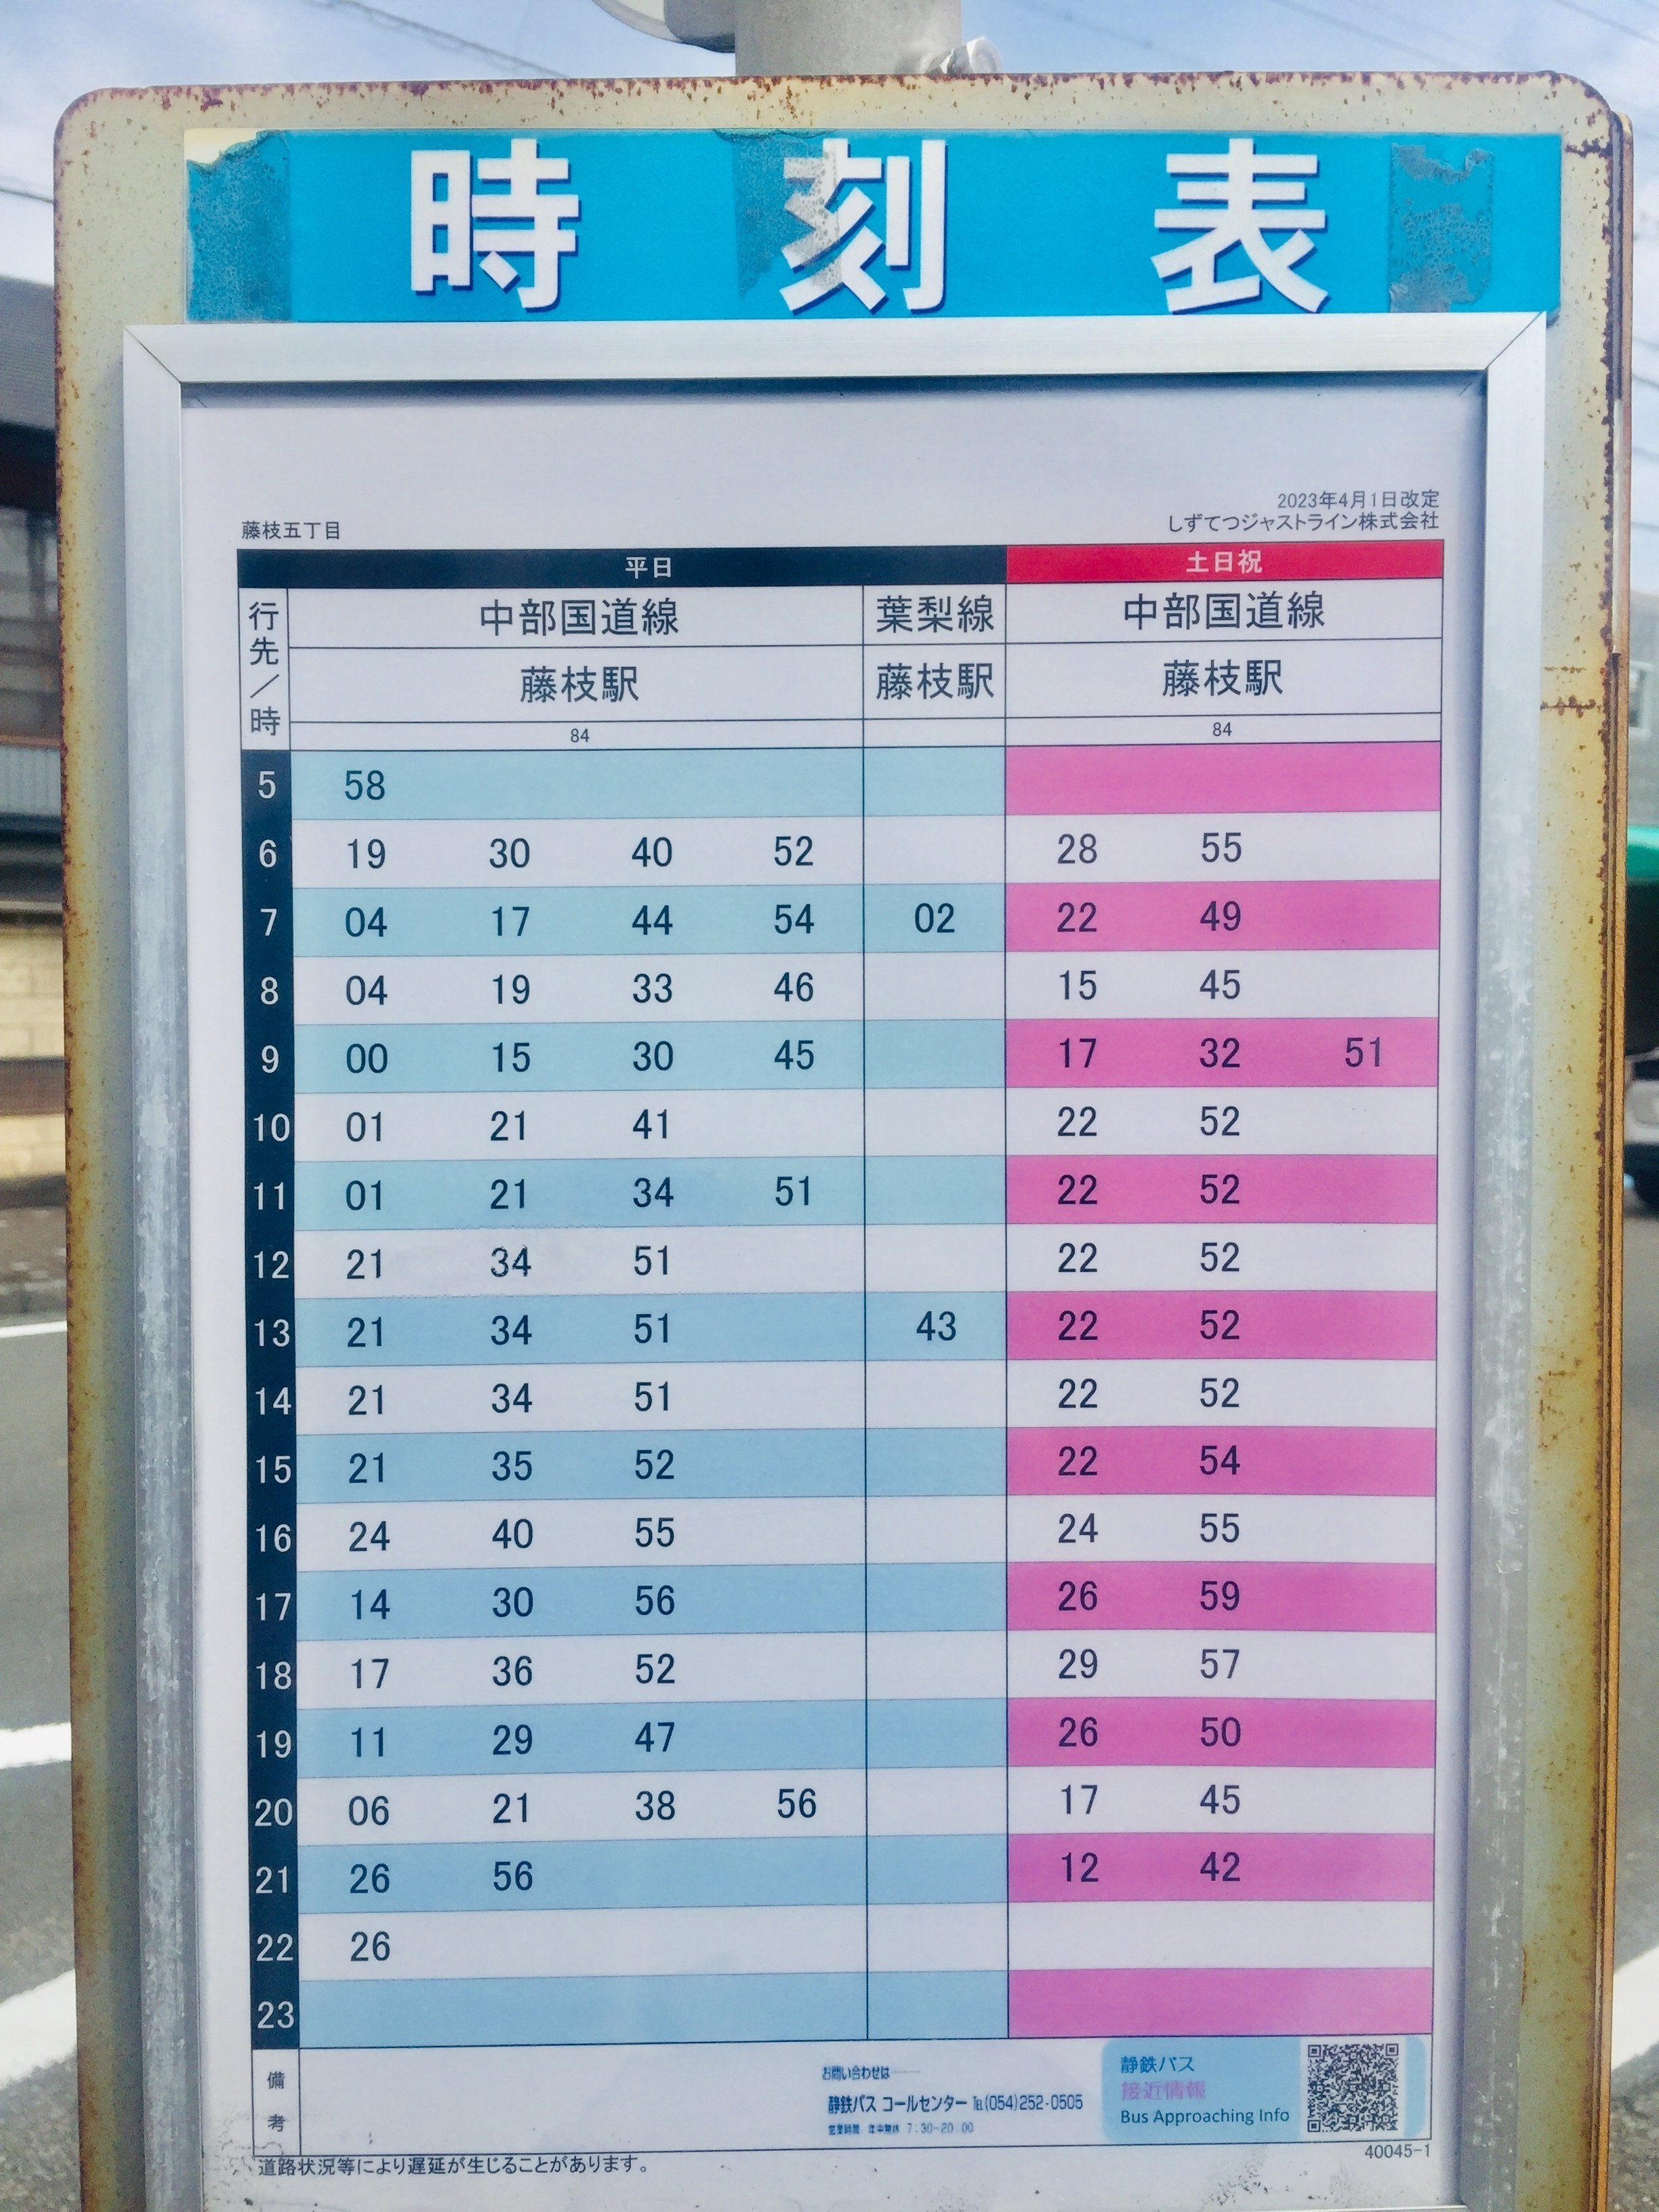 時刻表
2023年4月1日改定
藤枝五丁目 しずてつジャストライン株式会社
平日 土日祝
行先/時 中部国道線 葉梨線 中部国道線
藤枝駅 藤枝駅 藤枝駅
84 84
5 58
6 19 30 40 52 28 55
7 04 17 44 54 02 22 49
8 04 19 33 46 15 45
9 00 15 30 45 17 32 51
10 01 21 41 22 52
11 01 21 34 51 22 52
12 21 34 51 22 52
13 21 34 51 43 22 52
14 21 34 51 22 52
15 21 35 52 22 54
16 24 40 55 24 55
17 14 30 56 26 59
18 17 36 52 29 57
19 11 29 47 26 50
20 06 21 38 56 17 45
21 26 56 12 42
22 26
23
備考
お問い合わせは
静鉄バス コールセンター TEL(054)252-0505
営業時間 年中無休 7:30~20:00
静鉄バス
接近情報
Bus Approaching Info
40045-1
道路状況等により遅延が生じることがあります。